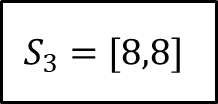 S₃ = [8,8]